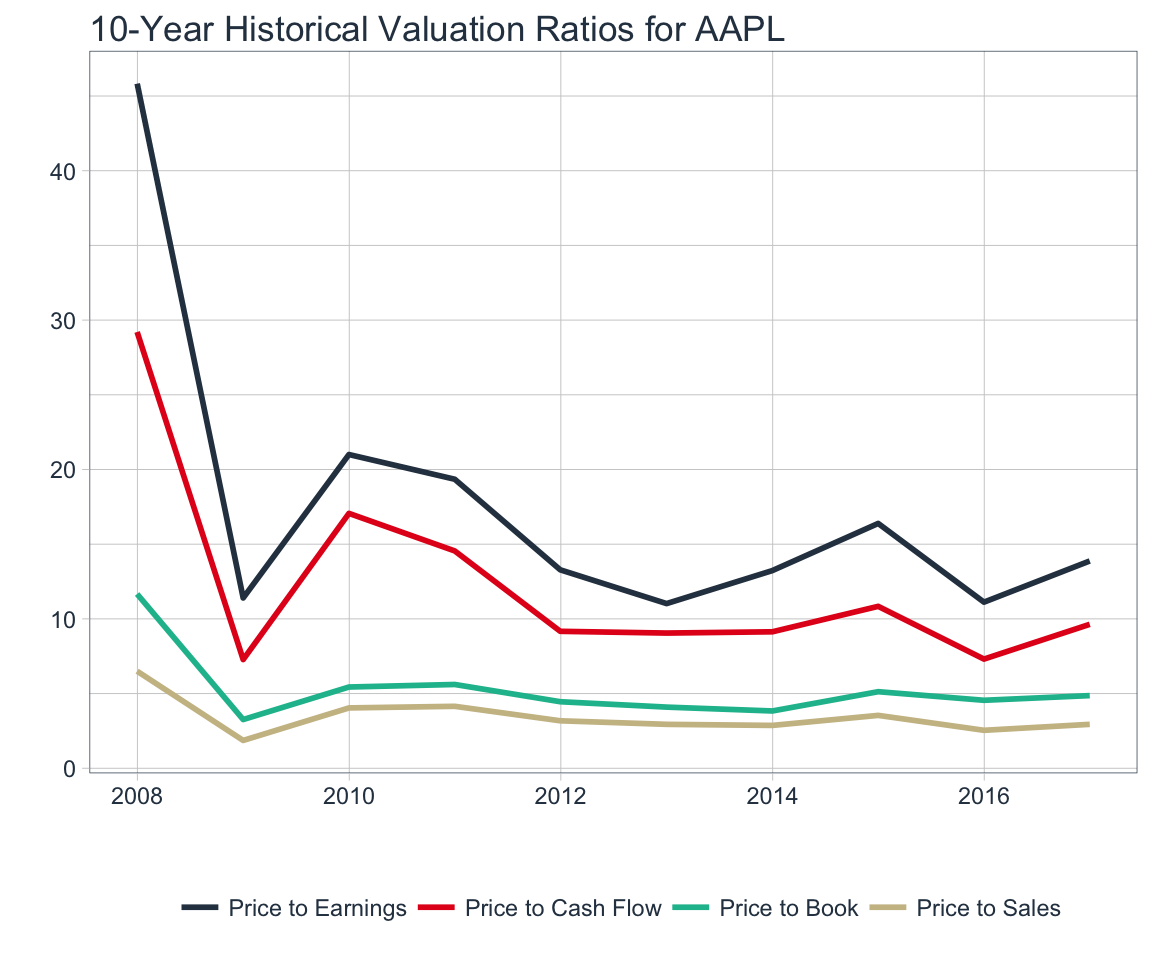 10-Year Historical Valuation Ratios for AAPL
40
30
20
10
0
2008 2010 2012 2014 2016
Price to Earnings Price to Cash Flow Price to Book Price to Sales